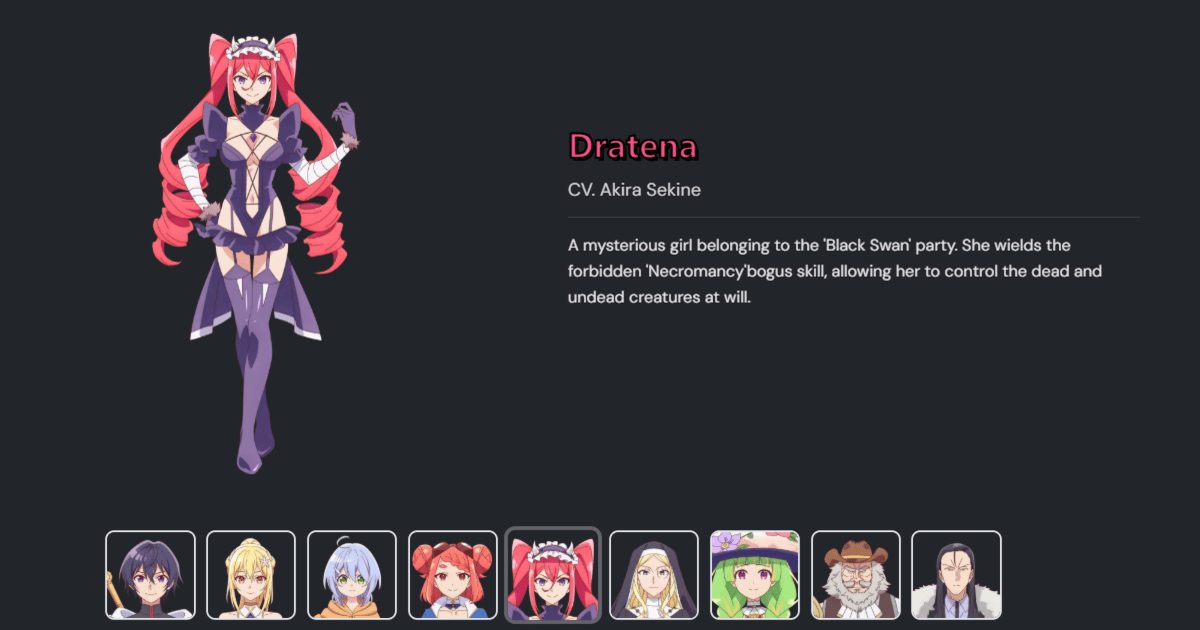 Dratena
CV. Akira Sekine
A mysterious girl belonging to the 'Black Swan' party. She wields the
forbidden 'Necromancy'bogus skill, allowing her to control the dead and
undead creatures at will.